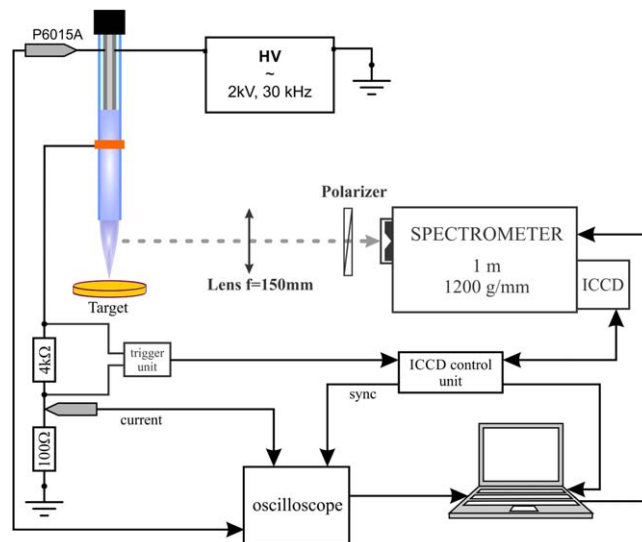 P6015A
HV
~
2kV, 30 kHz
Polarizer
SPECTROMETER
1 m
1200 g/mm
ICCD
Lens f=150mm
Target
4kΩ
trigger
unit
ICCD control
unit
sync
current
100Ω
oscilloscope